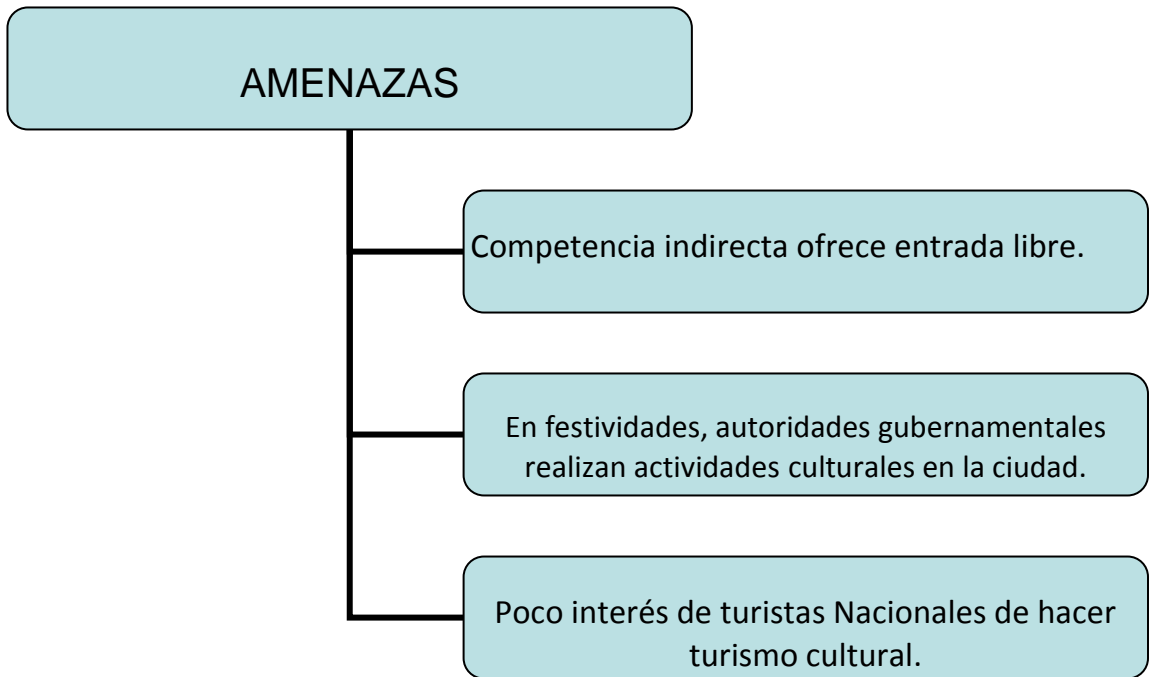 AMENAZAS
Competencia indirecta ofrece entrada libre.
En festividades, autoridades gubernamentales
realizan actividades culturales en la ciudad.
Poco interés de turistas Nacionales de hacer
turismo cultural.